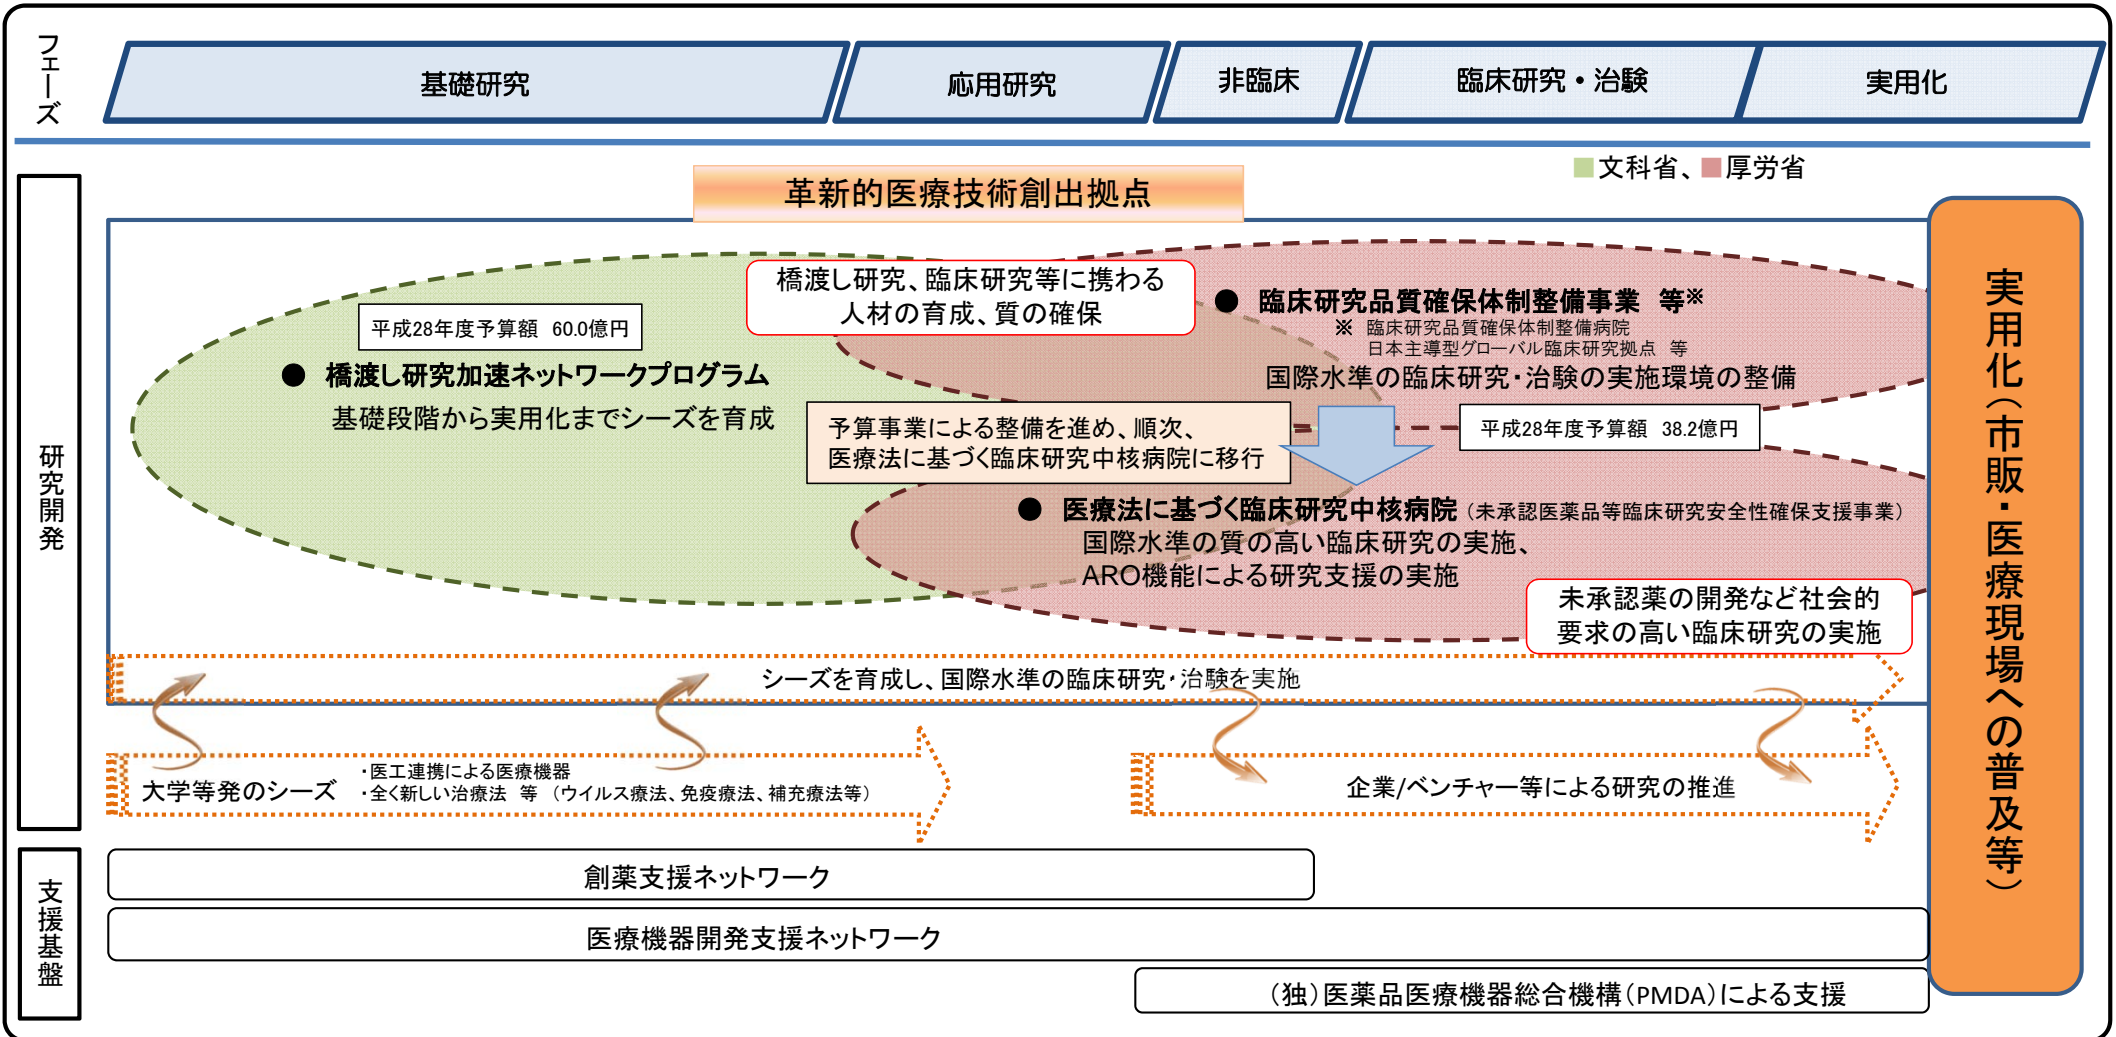 フェーズ
基礎研究
応用研究
非臨床
臨床研究・治験
実用化
文科省、厚労省
研究開発
革新的医療技術創出拠点
橋渡し研究、臨床研究等に携わる
人材の育成、質の確保
平成28年度予算額 60.0億円
● 橋渡し研究加速ネットワークプログラム
基礎段階から実用化までシーズを育成
● 臨床研究品質確保体制整備事業 等※
※ 臨床研究品質確保体制整備病院
日本主導型グローバル臨床研究拠点 等
国際水準の臨床研究・治験の実施環境の整備
予算事業による整備を進め、順次、
医療法に基づく臨床研究中核病院に移行
平成28年度予算額 38.2億円
● 医療法に基づく臨床研究中核病院（未承認医薬品等臨床研究安全性確保支援事業）
国際水準の質の高い臨床研究の実施、
ARO機能による研究支援の実施
未承認薬の開発など社会的
要求の高い臨床研究の実施
シーズを育成し、国際水準の臨床研究・治験を実施
大学等発のシーズ
・医工連携による医療機器
・全く新しい治療法 等 （ウイルス療法、免疫療法、補充療法等）
企業/ベンチャー等による研究の推進
実用化（市販・医療現場への普及等）
支援基盤
創薬支援ネットワーク
医療機器開発支援ネットワーク
（独）医薬品医療機器総合機構（PMDA）による支援